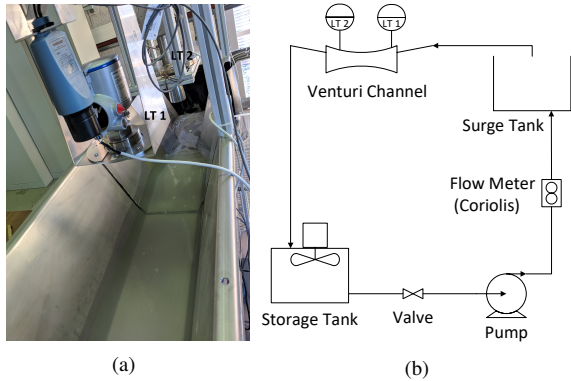 LT 2
LT 1
LT 2
LT 1
Venturi Channel
Surge Tank
Flow Meter
(Coriolis)
Storage Tank
Valve
Pump
(a)
(b)